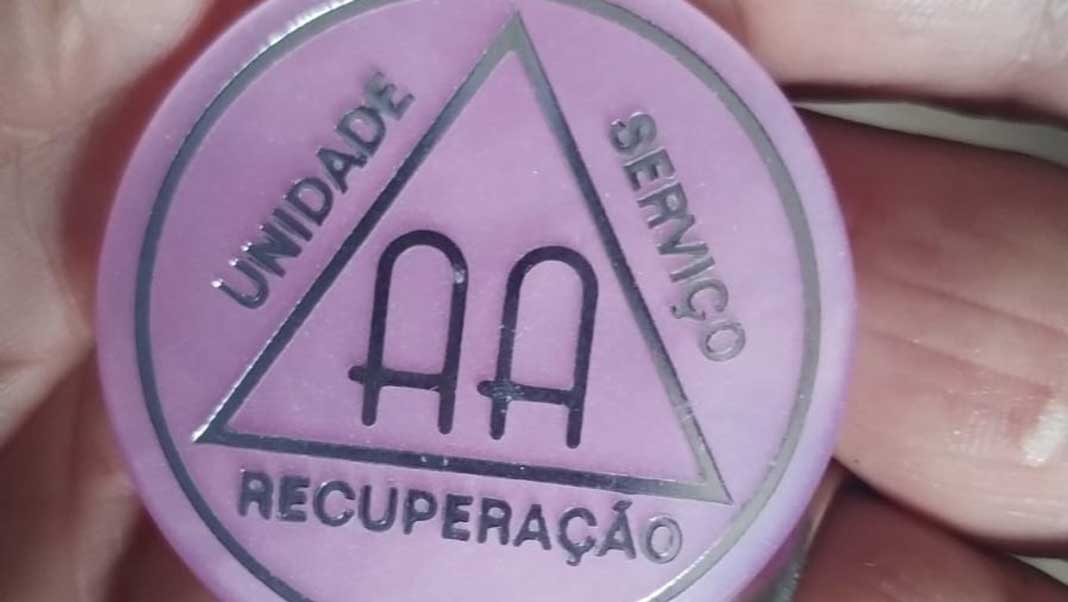 UNIDADE
SERVIÇO
AA
RECUPERAÇÃO